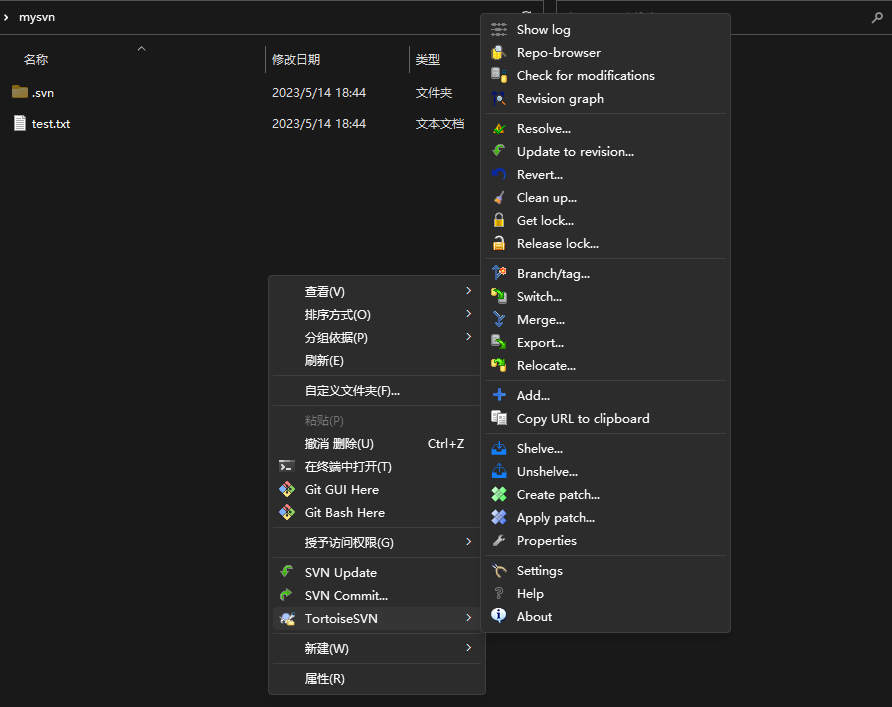 mysvn
名称
修改日期
类型
.svn
2023/5/14 18:44
文件夹
test.txt
2023/5/14 18:44
文本文档
查看(V)
排序方式(O)
分组依据(P)
刷新(E)
自定义文件夹(F)...
粘贴(P)
撤消 删除(U) Ctrl+Z
在终端中打开(T)
Git GUI Here
Git Bash Here
授予访问权限(G)
SVN Update
SVN Commit...
TortoiseSVN
新建(W)
属性(R)
Show log
Repo-browser
Check for modifications
Revision graph
Resolve...
Update to revision...
Revert...
Clean up...
Get lock...
Release lock...
Branch/tag...
Switch...
Merge...
Export...
Relocate...
Add...
Copy URL to clipboard
Shelve...
Unshelve...
Create patch...
Apply patch...
Properties
Settings
Help
About